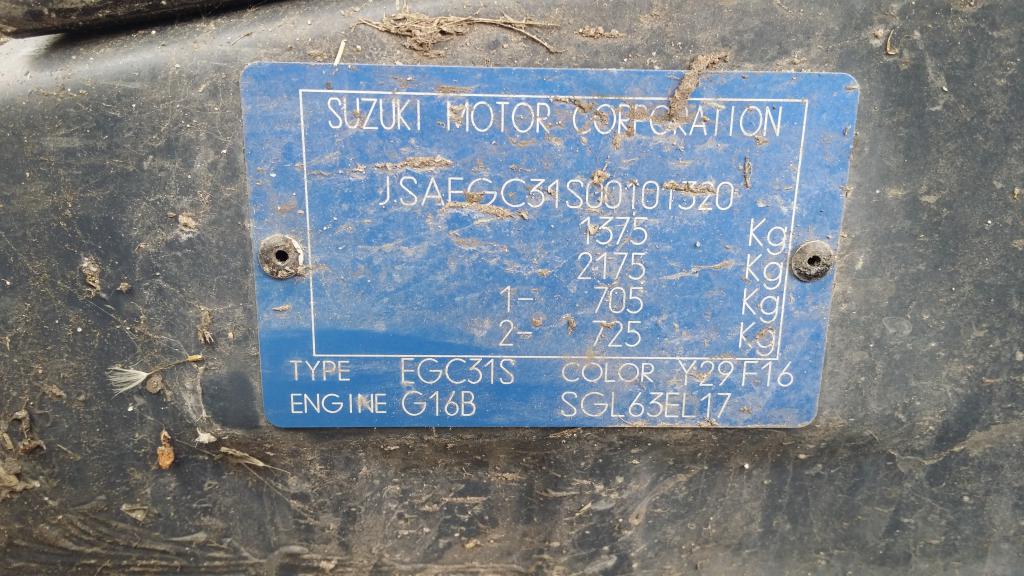 SUZUKI MOTOR CORPORATION
JSAEGC31S00101320
1375 Kg
2175 Kg
1- 705 Kg
2- 725 Kg
TYPE EGC31S COLOR Y29 F16
ENGINE G16B SGL63EL17